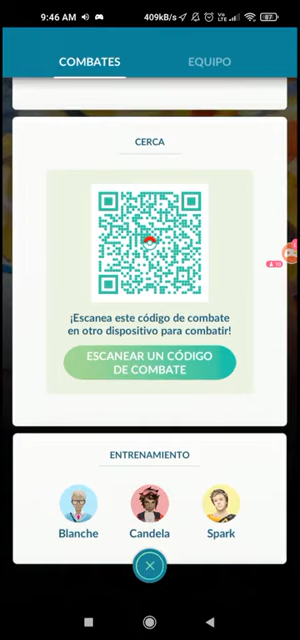 9:46 AM
409kB/s
87
COMBATES
EQUIPO
CERCA
¡Escanea este código de combate
en otro dispositivo para combatir!
ESCANEAR UN CÓDIGO
DE COMBATE
ENTRENAMIENTO
Blanche
Candela
Spark